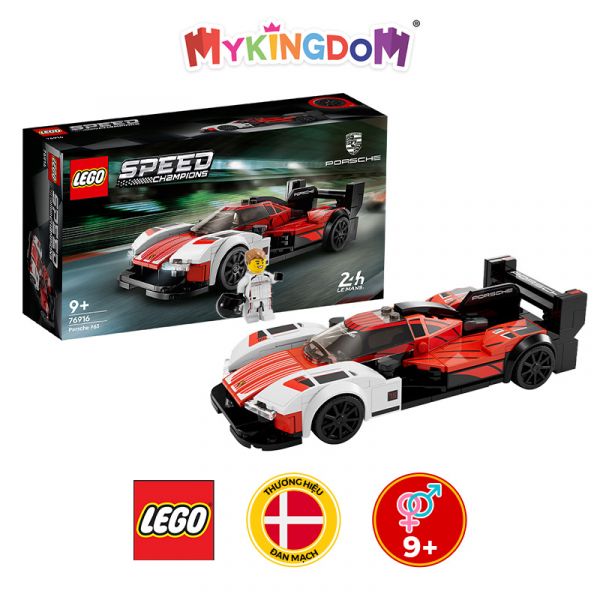 MYKINGDOM®
LEGO
SPEED
CHAMPIONS
PORSCHE
76916
24h
LE MANS
9+
76916
Porsche 963
PORSCHE
LEGO
THƯƠNG HIỆU
ĐAN MẠCH
9+